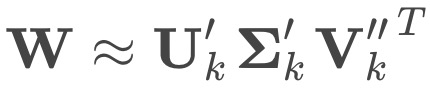 𝐖 ≈ 𝐔′ₖ 𝚺′ₖ 𝐕″ₖᵀ